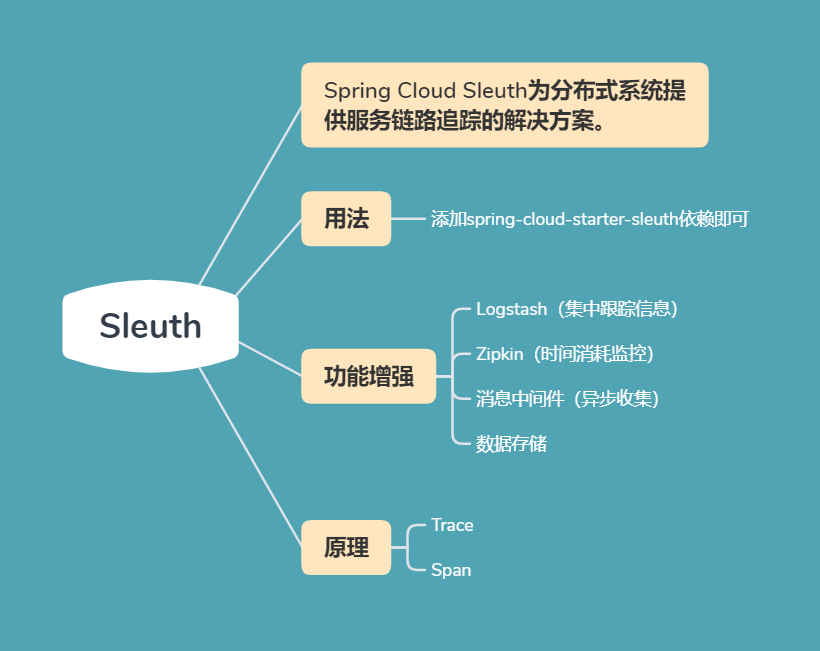 Spring Cloud Sleuth为分布式系统提
供服务链路追踪的解决方案。
用法
添加spring-cloud-starter-sleuth依赖即可
Sleuth
功能增强
Logstash（集中跟踪信息）
Zipkin（时间消耗监控）
消息中间件（异步收集）
数据存储
原理
Trace
Span